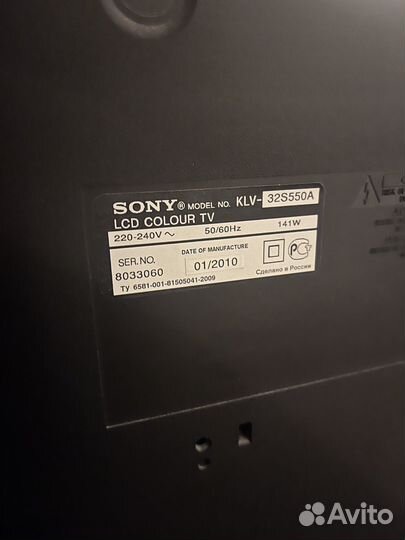 SONY® MODEL NO. KLV-32S550A
LCD COLOUR TV
220-240V ~ 50/60Hz 141W
SER.NO. DATE OF MANUFACTURE
8033060 01/2010
Сделано в России
ТУ 6581-001-81505041-2009
Avito